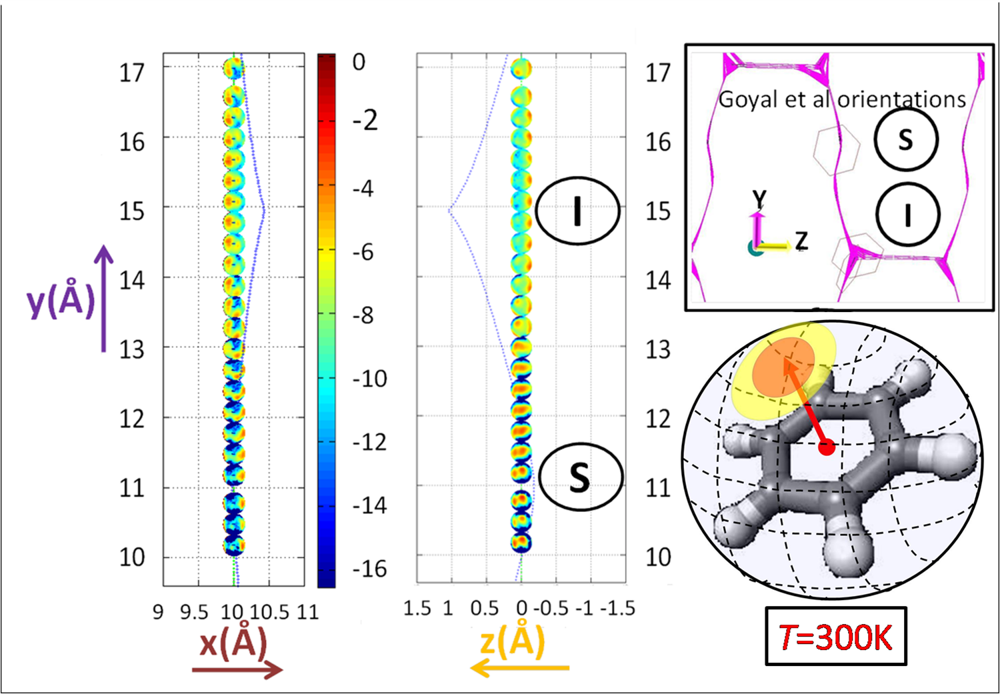 17
16
15
14
13
12
11
10
y(Å)
9 9.5 10 10.5 11
x(Å)
0
-2
-4
-6
-8
-10
-12
-14
-16
I
S
1.5 1 0.5 0 -0.5 -1 -1.5
z(Å)
17
16
15
14
13
12
11
10
Goyal et al orientations
S
I
Y
Z
T=300K